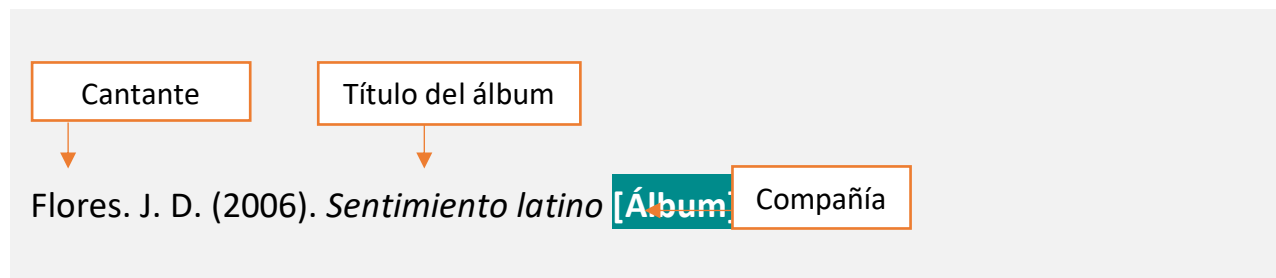 Cantante
Título del álbum
Flores. J. D. (2006). Sentimiento latino [Álbum]
Compañía